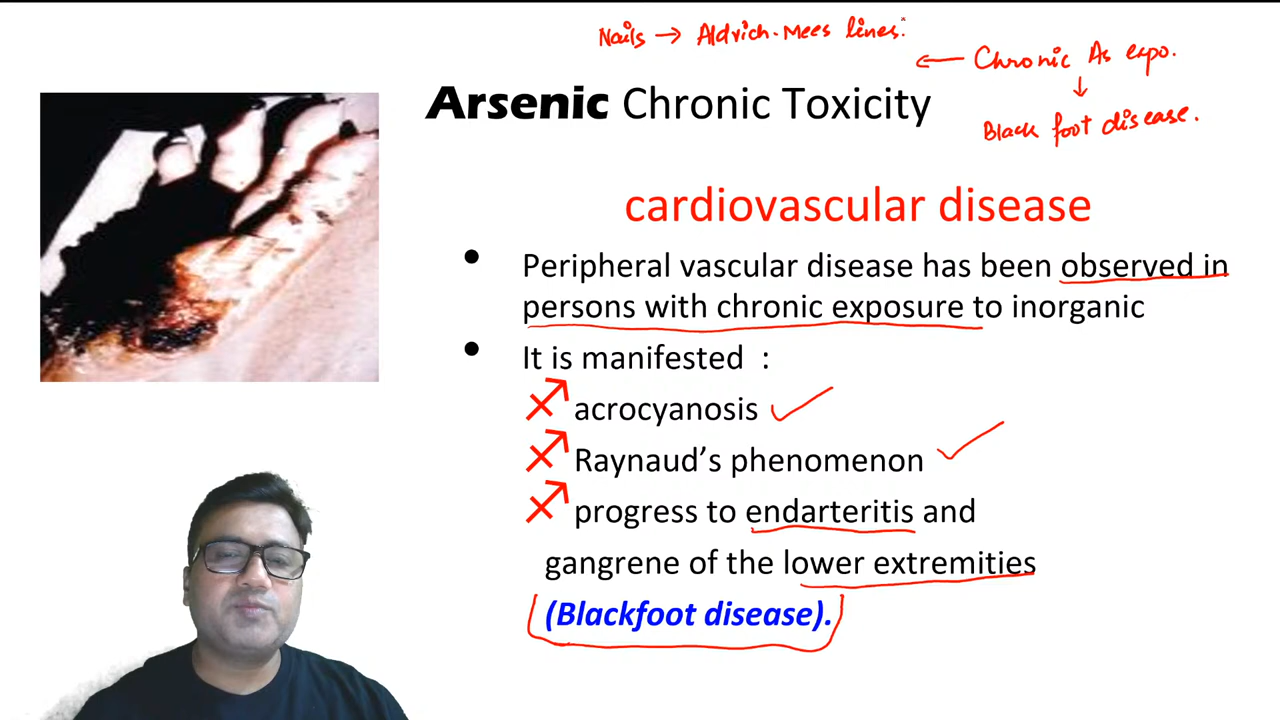 Nails → Aldrich-Mees lines:
← Chronic As expo.
↓
Black foot disease.
Arsenic Chronic Toxicity
cardiovascular disease
• Peripheral vascular disease has been observed in
persons with chronic exposure to inorganic
• It is manifested :
♐ acrocyanosis ✓
♐ Raynaud's phenomenon ✓
♐ progress to endarteritis and
gangrene of the lower extremities
(Blackfoot disease).